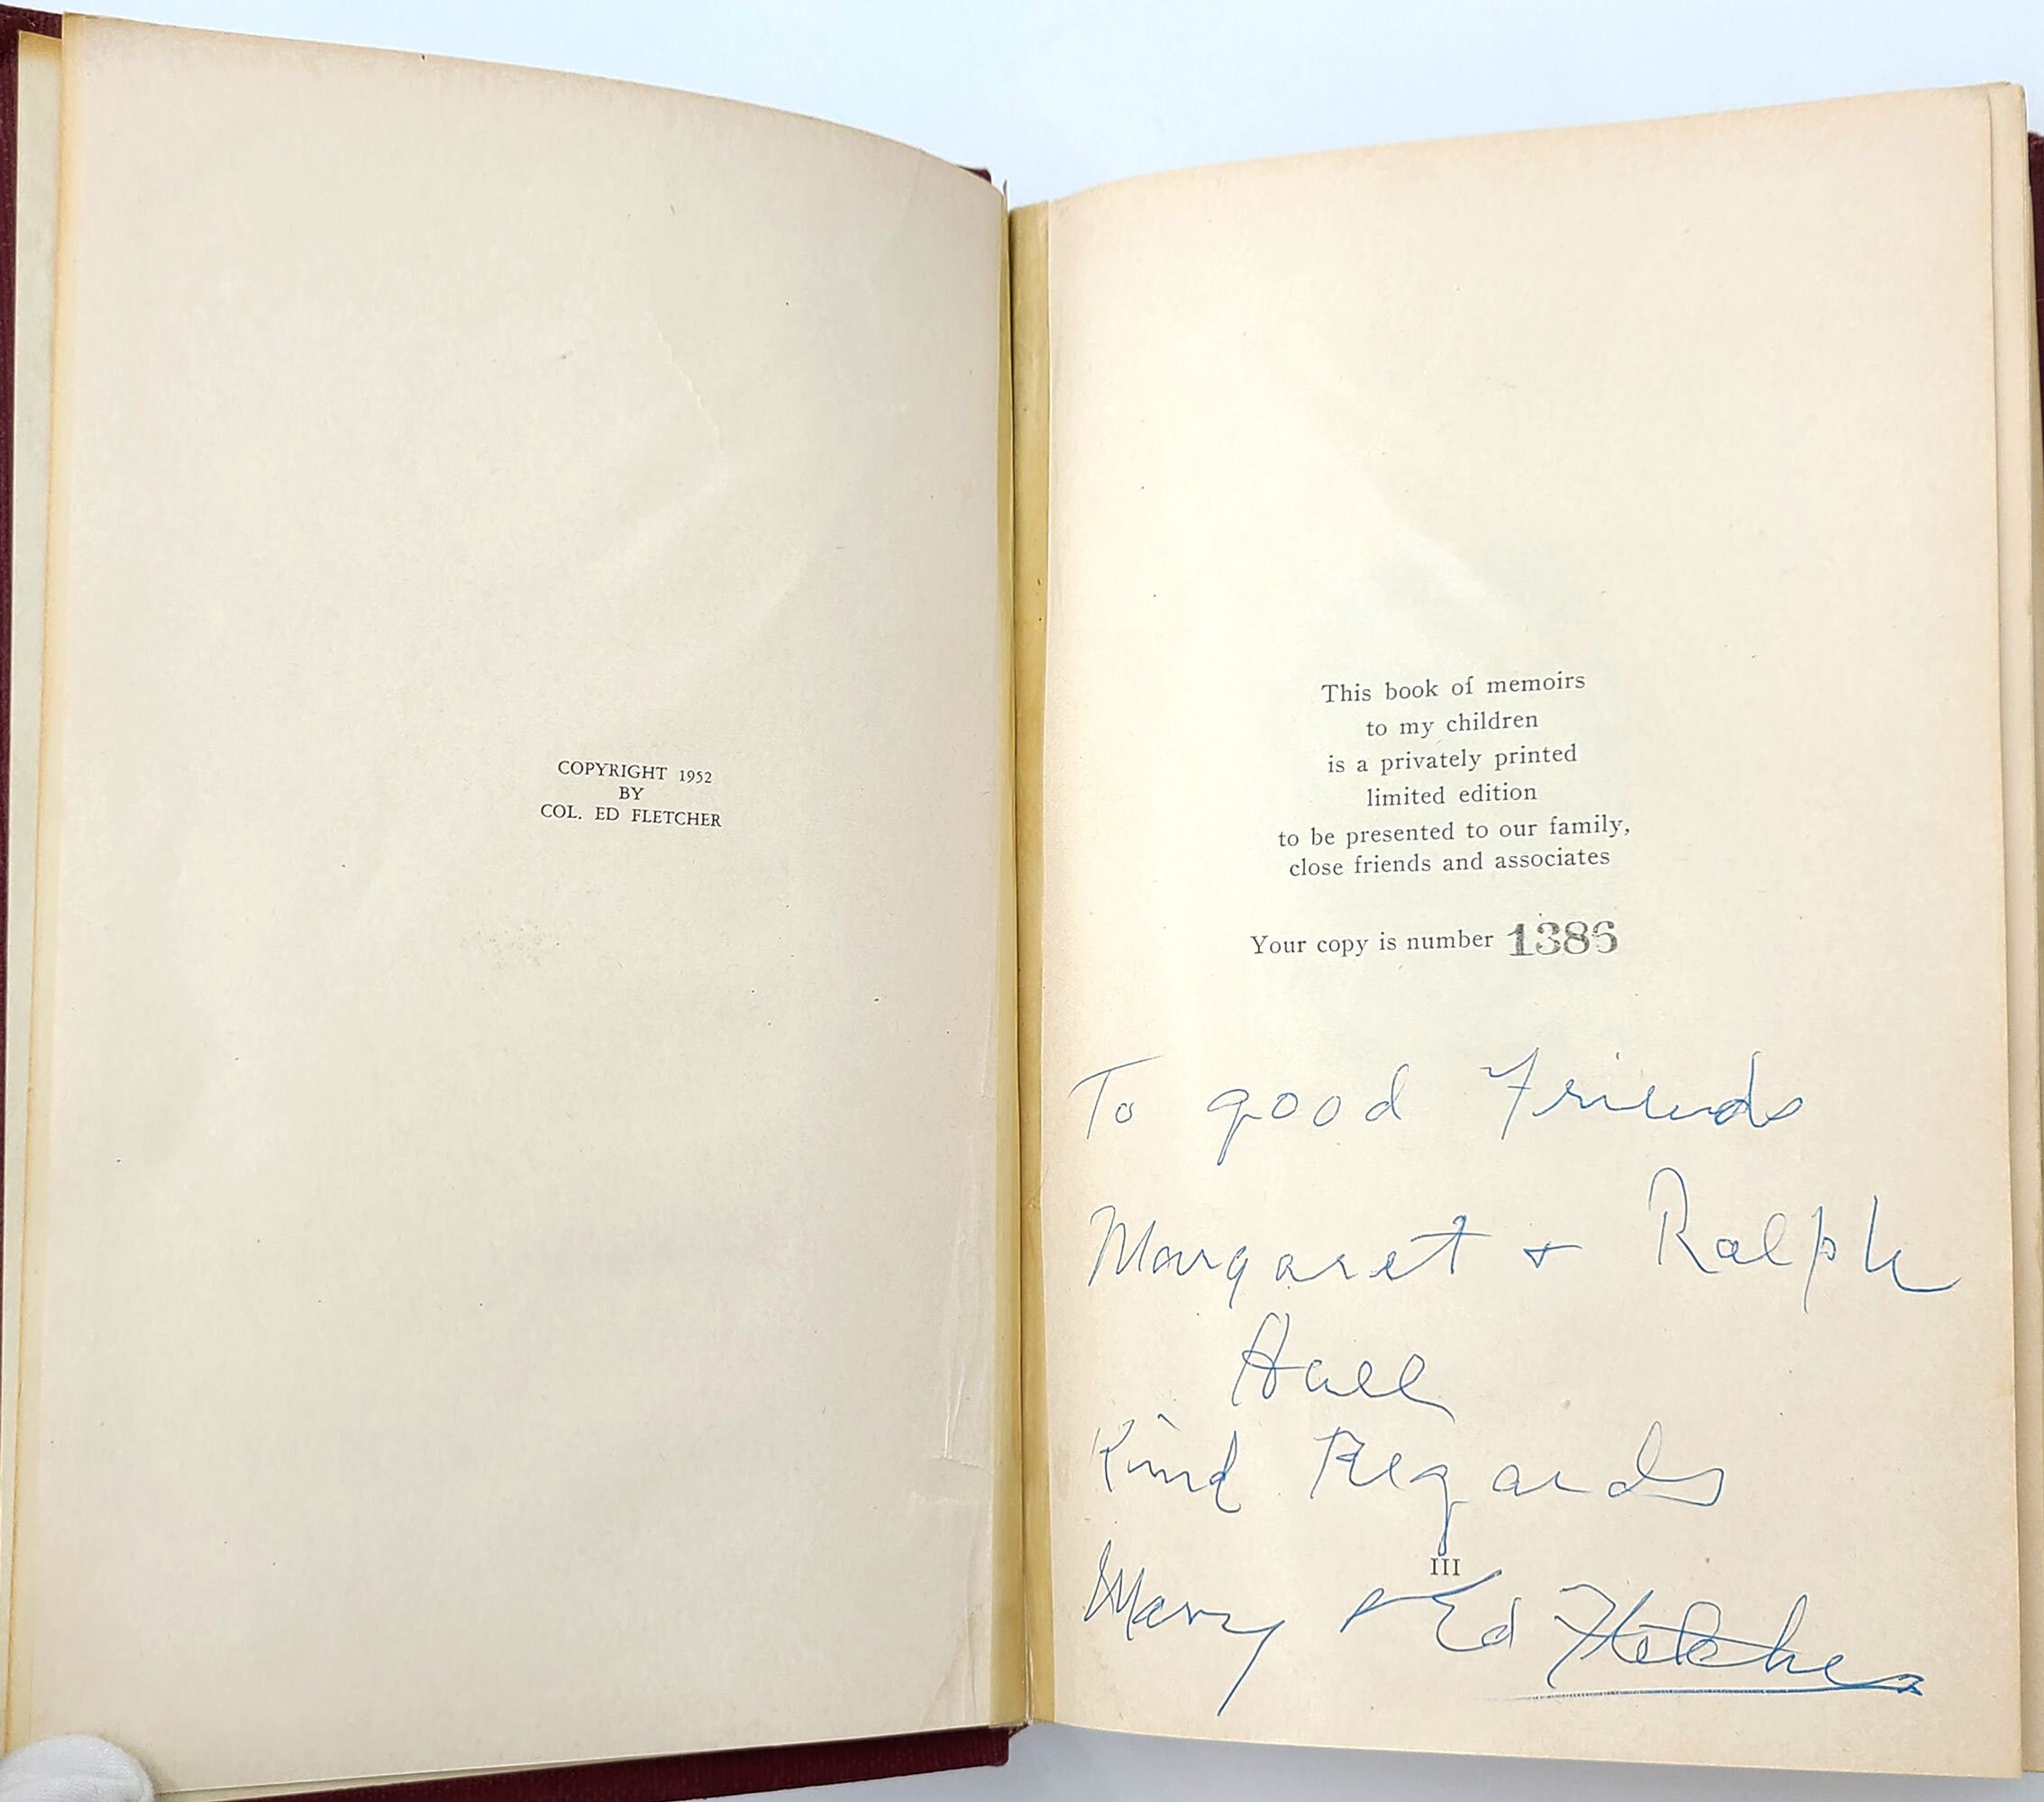 COPYRIGHT 1952
BY
COL. ED FLETCHER
This book of memoirs
to my children
is a privately printed
limited edition
to be presented to our family,
close friends and associates
Your copy is number 1386
To good friends
Margaret + Ralph
Hall
Kind Regards
III
Mary + Ed Fletcher